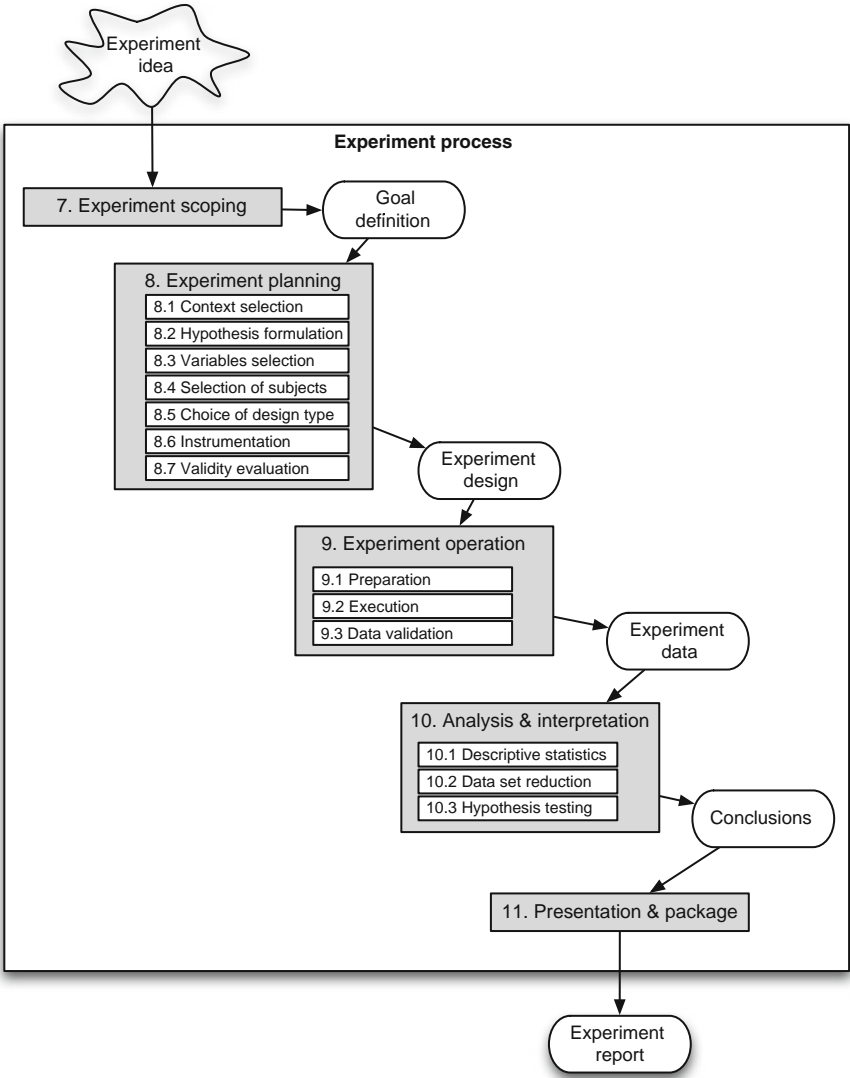 Experiment
idea
Experiment process
7. Experiment scoping
Goal
definition
8. Experiment planning
8.1 Context selection
8.2 Hypothesis formulation
8.3 Variables selection
8.4 Selection of subjects
8.5 Choice of design type
8.6 Instrumentation
8.7 Validity evaluation
Experiment
design
9. Experiment operation
9.1 Preparation
9.2 Execution
9.3 Data validation
Experiment
data
10. Analysis & interpretation
10.1 Descriptive statistics
10.2 Data set reduction
10.3 Hypothesis testing
Conclusions
11. Presentation & package
Experiment
report